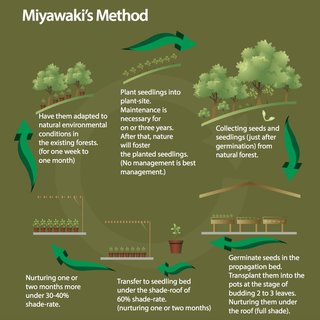 Miyawaki's Method
Have them adapted to
natural environmental
conditions in
the existing forests.
(for one week to
one month)
Plant seedlings into
plant-site.
Maintenance is
necessary for
on or three years.
After that, nature
will foster
the planted seedlings.
(No management is best
management.)
Collecting seeds and
seedlings (just after
germination) from
natural forest.
Nurturing one or
two months more
under 30-40%
shade-rate.
Transfer to seedling bed
under the shade-roof of
60% shade-rate.
(nurturing one or two months)
Germinate seeds in the
propagation bed.
Transplant them into the
pots at the stage of
budding 2 to 3 leaves.
Nurturing them under
the roof (full shade).